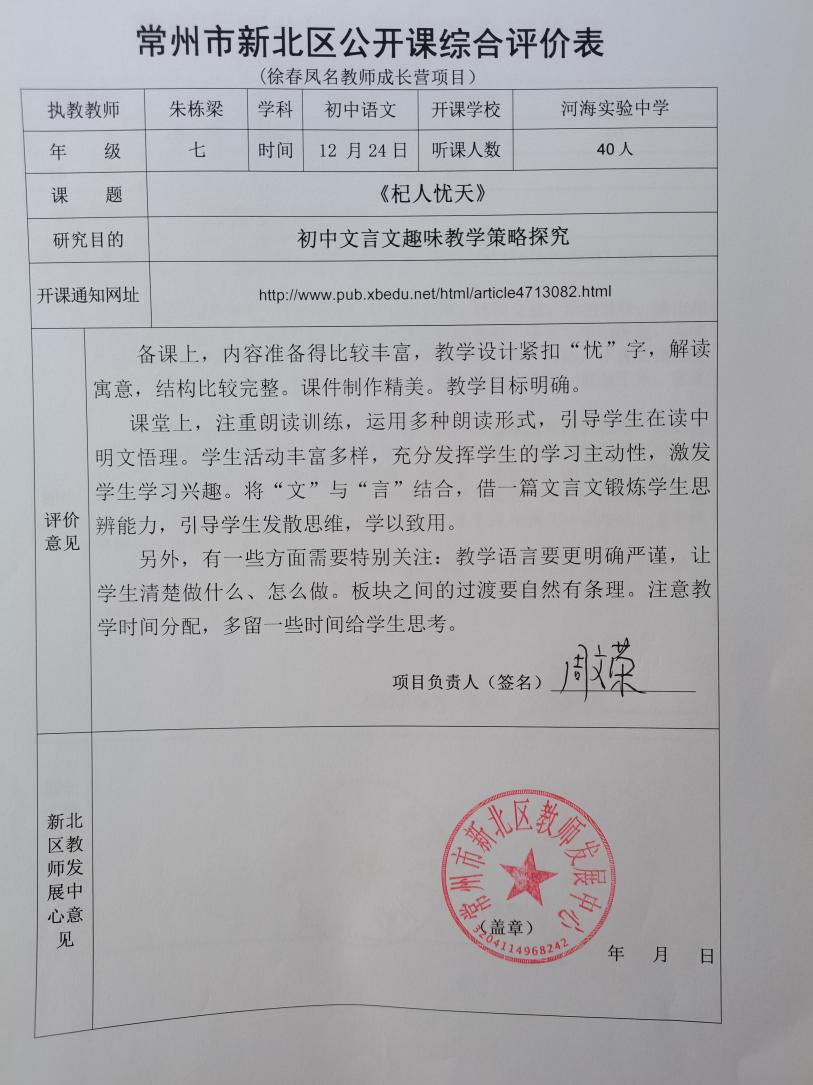 常州市新北区公开课综合评价表
(徐春凤名教师成长营项目)
执教教师 朱栋梁 学科 初中语文 开课学校 河海实验中学
年 级 七 时间 12 月 24 日 听课人数 40 人
课 题 《杞人忧天》
研究目的 初中文言文趣味教学策略探究
开课通知网址 http://www.pub.xbedu.net/html/article4713082.html
评价
意见
备课上，内容准备得比较丰富，教学设计紧扣“忧”字，解读
寓意，结构比较完整。课件制作精美。教学目标明确。
课堂上，注重朗读训练，运用多种朗读形式，引导学生在读中
明文悟理。学生活动丰富多样，充分发挥学生的学习主动性，激发
学生学习兴趣。将“文”与“言”结合，借一篇文言文锻炼学生思
辨能力，引导学生发散思维，学以致用。
另外，有一些方面需要特别关注：教学语言要更明确严谨，让
学生清楚做什么、怎么做。板块之间的过渡要自然有条理。注意教
学时间分配，多留一些时间给学生思考。
项目负责人（签名） 周文荣
新北
区教
师发
展中
心意
见
常州市新北区教师发展中心
（盖章）
3204114968242
年 月 日